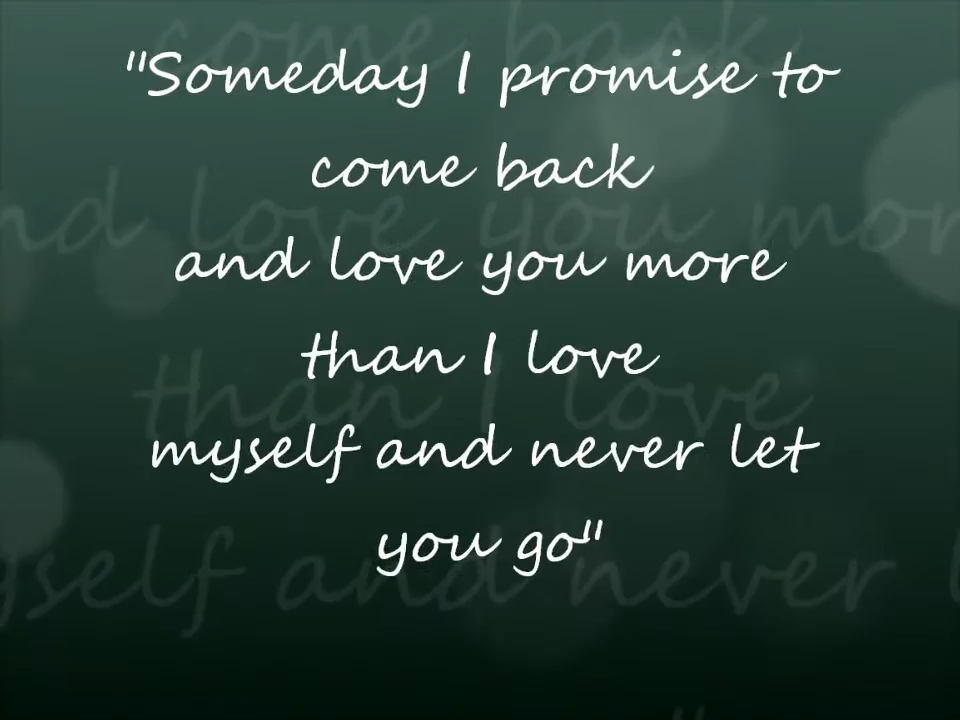 "Someday I promise to
come back
and love you more
than I love
myself and never let
you go"